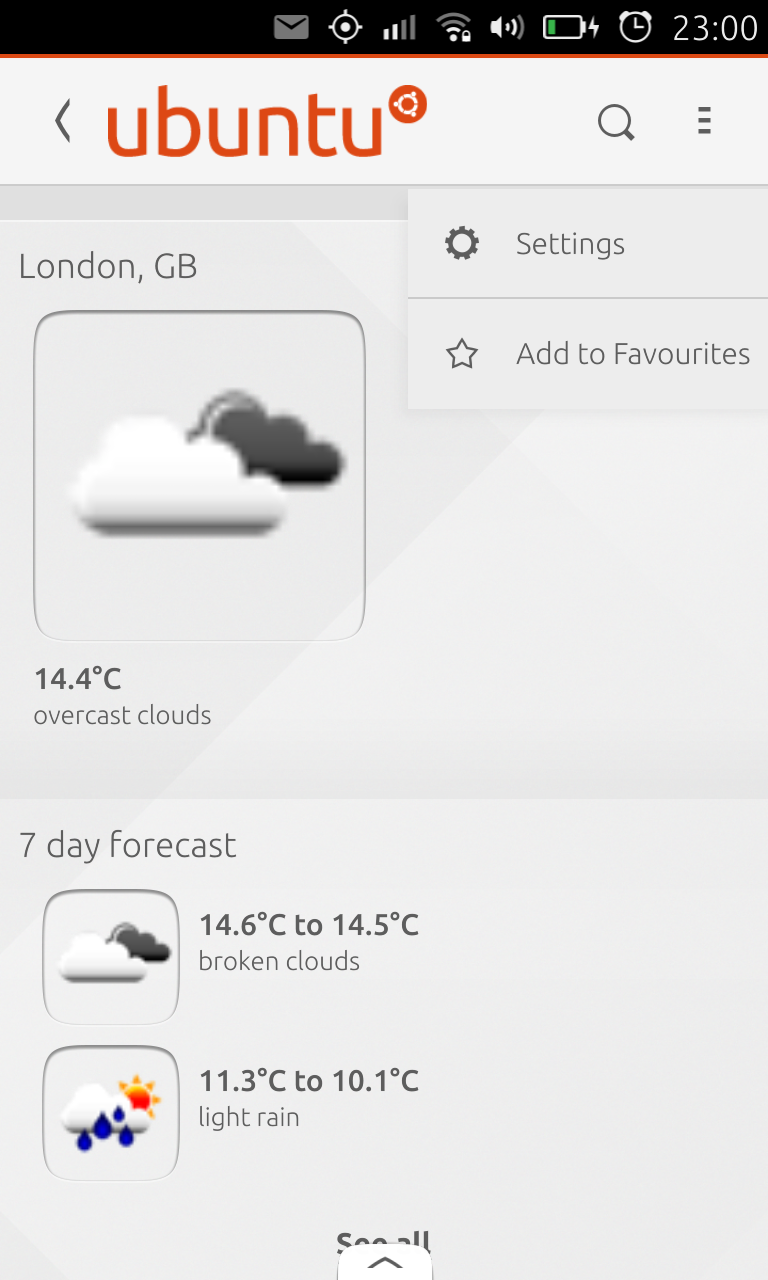 23:00
ubuntu
Settings
Add to Favourites
London, GB
14.4°C
overcast clouds
7 day forecast
14.6°C to 14.5°C
broken clouds
11.3°C to 10.1°C
light rain
See all